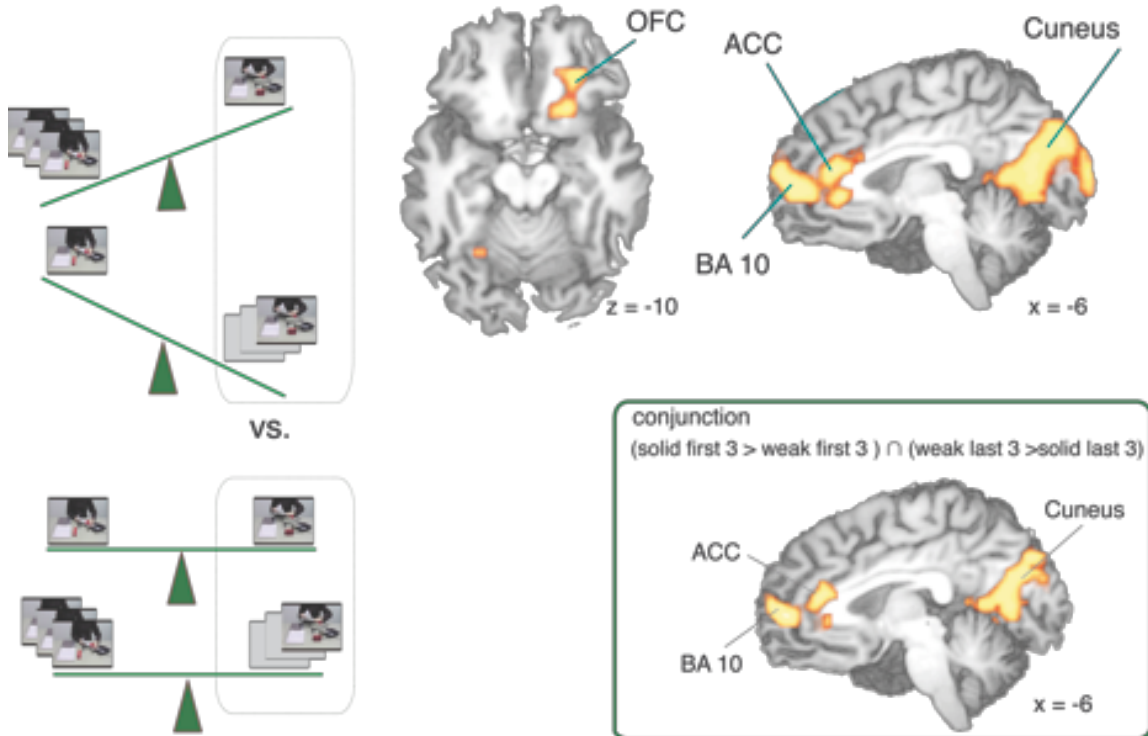 OFC
ACC
Cuneus
BA 10
z = -10
x = -6
VS.
conjunction
(solid first 3 > weak first 3 ) ∩ (weak last 3 >solid last 3)
Cuneus
ACC
BA 10
x = -6